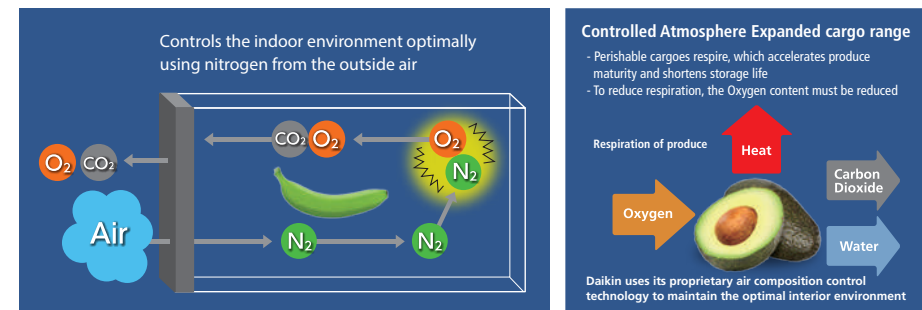 Controls the indoor environment optimally
using nitrogen from the outside air
CO₂
O₂
O₂
O₂
CO₂
N₂
Air
N₂
N₂
Controlled Atmosphere Expanded cargo range
- Perishable cargoes respire, which accelerates produce
maturity and shortens storage life
- To reduce respiration, the Oxygen content must be reduced
Respiration of produce
Heat
Carbon
Dioxide
Oxygen
Water
Daikin uses its proprietary air composition control
technology to maintain the optimal interior environment